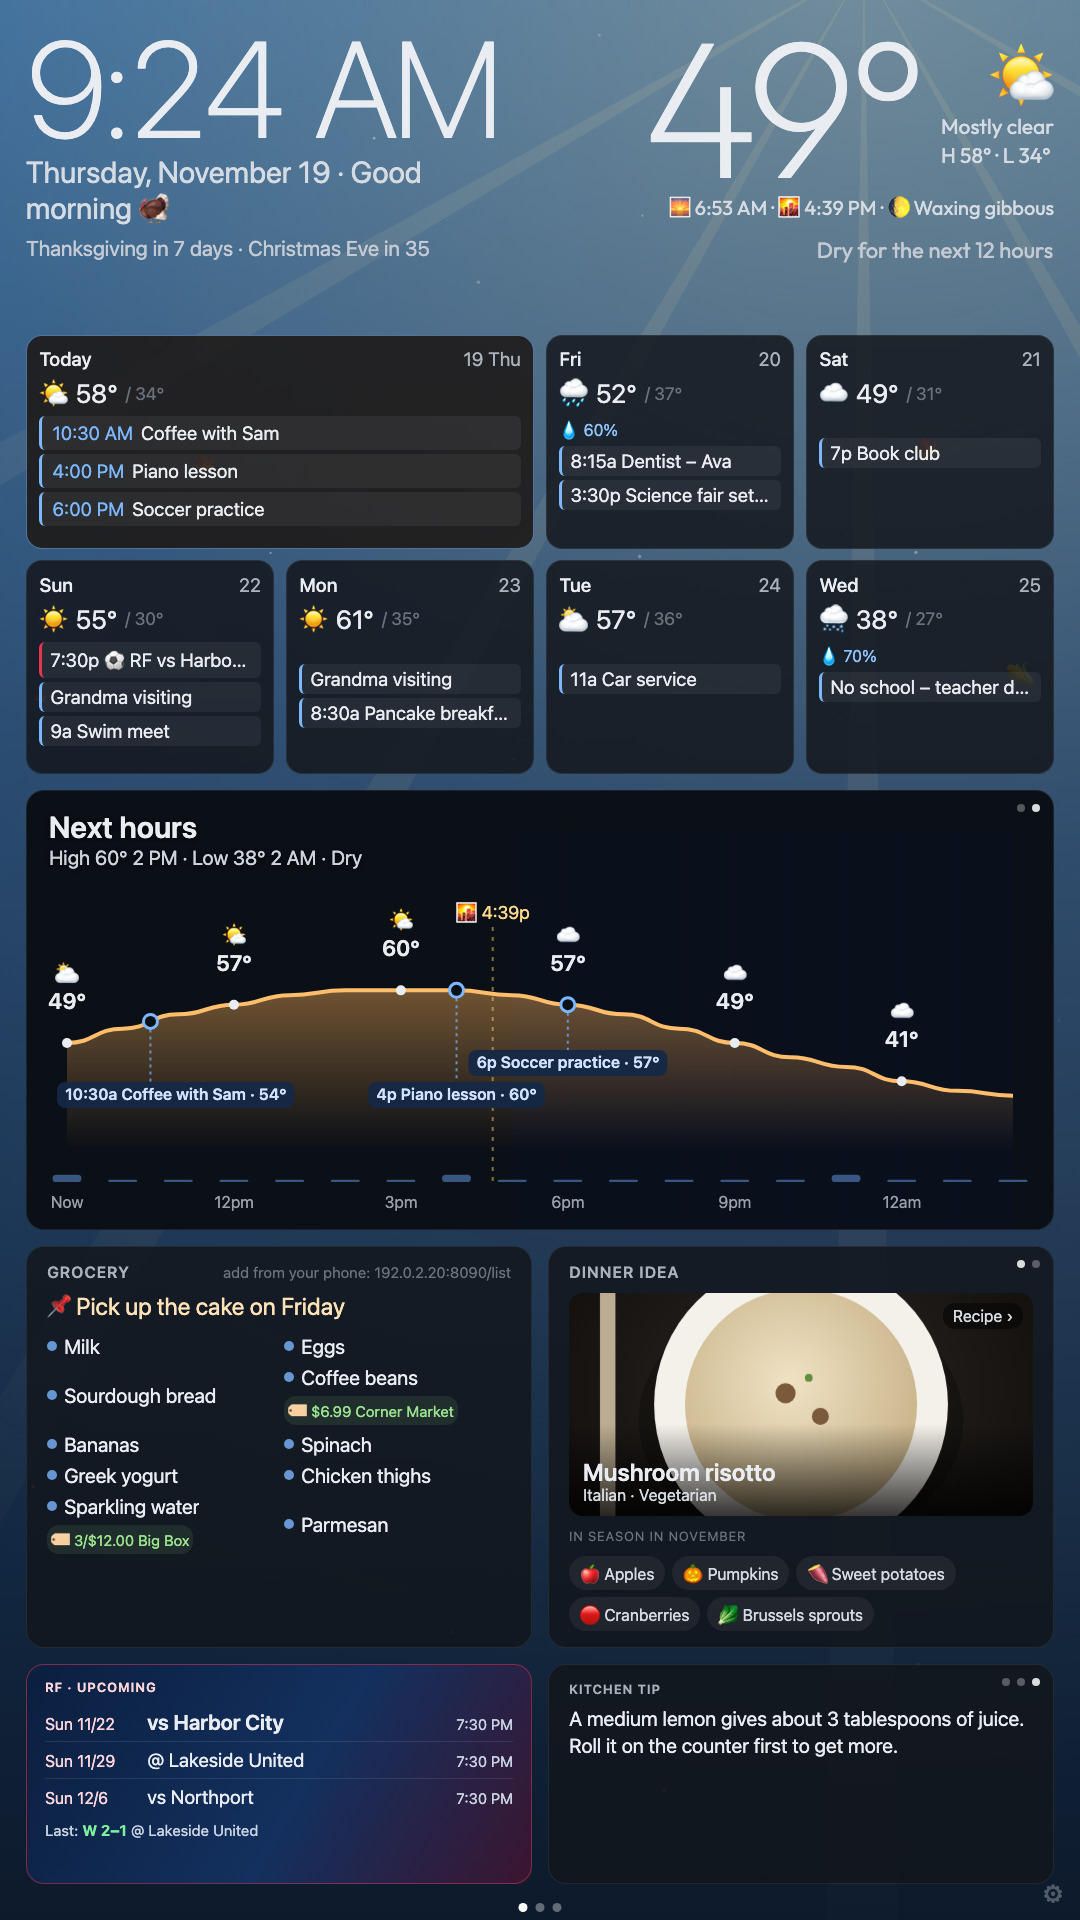 9:24 AM
Thursday, November 19 · Good
morning
Thanksgiving in 7 days · Christmas Eve in 35
49°
Mostly clear
H 58° · L 34°
6:53 AM · 4:39 PM · Waxing gibbous
Dry for the next 12 hours
Today 19 Thu
58° / 34°
10:30 AM Coffee with Sam
4:00 PM Piano lesson
6:00 PM Soccer practice
Fri 20
52° / 37°
60%
8:15a Dentist – Ava
3:30p Science fair set...
Sat 21
49° / 31°
7p Book club
Sun 22
55° / 30°
7:30p ⚽ RF vs Harbo...
Grandma visiting
9a Swim meet
Mon 23
61° / 35°
Grandma visiting
8:30a Pancake breakf...
Tue 24
57° / 36°
11a Car service
Wed 25
38° / 27°
70%
No school – teacher d...
Next hours
High 60° 2 PM · Low 38° 2 AM · Dry
4:39p
49°
57°
60°
57°
49°
41°
6p Soccer practice · 57°
10:30a Coffee with Sam · 54°
4p Piano lesson · 60°
Now 12pm 3pm 6pm 9pm 12am
GROCERY add from your phone: 192.0.2.20:8090/list
Pick up the cake on Friday
Milk
Eggs
Sourdough bread
Coffee beans
$6.99 Corner Market
Bananas
Spinach
Greek yogurt
Chicken thighs
Sparkling water
3/$12.00 Big Box
Parmesan
DINNER IDEA
Recipe ›
Mushroom risotto
Italian · Vegetarian
IN SEASON IN NOVEMBER
Apples Pumpkins Sweet potatoes
Cranberries Brussels sprouts
RF · UPCOMING
Sun 11/22 vs Harbor City 7:30 PM
Sun 11/29 @ Lakeside United 7:30 PM
Sun 12/6 vs Northport 7:30 PM
Last: W 2–1 @ Lakeside United
KITCHEN TIP
A medium lemon gives about 3 tablespoons of juice.
Roll it on the counter first to get more.